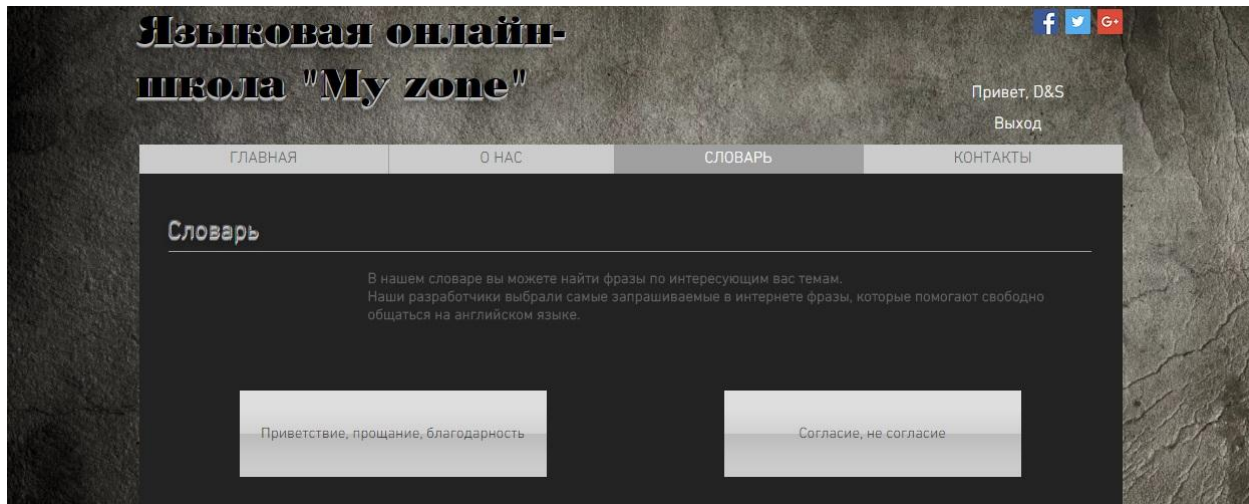 Языковая онлайн-
школа "My zone"
G+
Привет, D&S
Выход
ГЛАВНАЯ О НАС СЛОВАРЬ КОНТАКТЫ
Словарь
В нашем словаре вы можете найти фразы по интересующим вас темам.
Наши разработчики выбрали самые запрашиваемые в интернете фразы, которые помогают свободно
общаться на английском языке.
Приветствие, прощание, благодарность
Согласие, не согласие